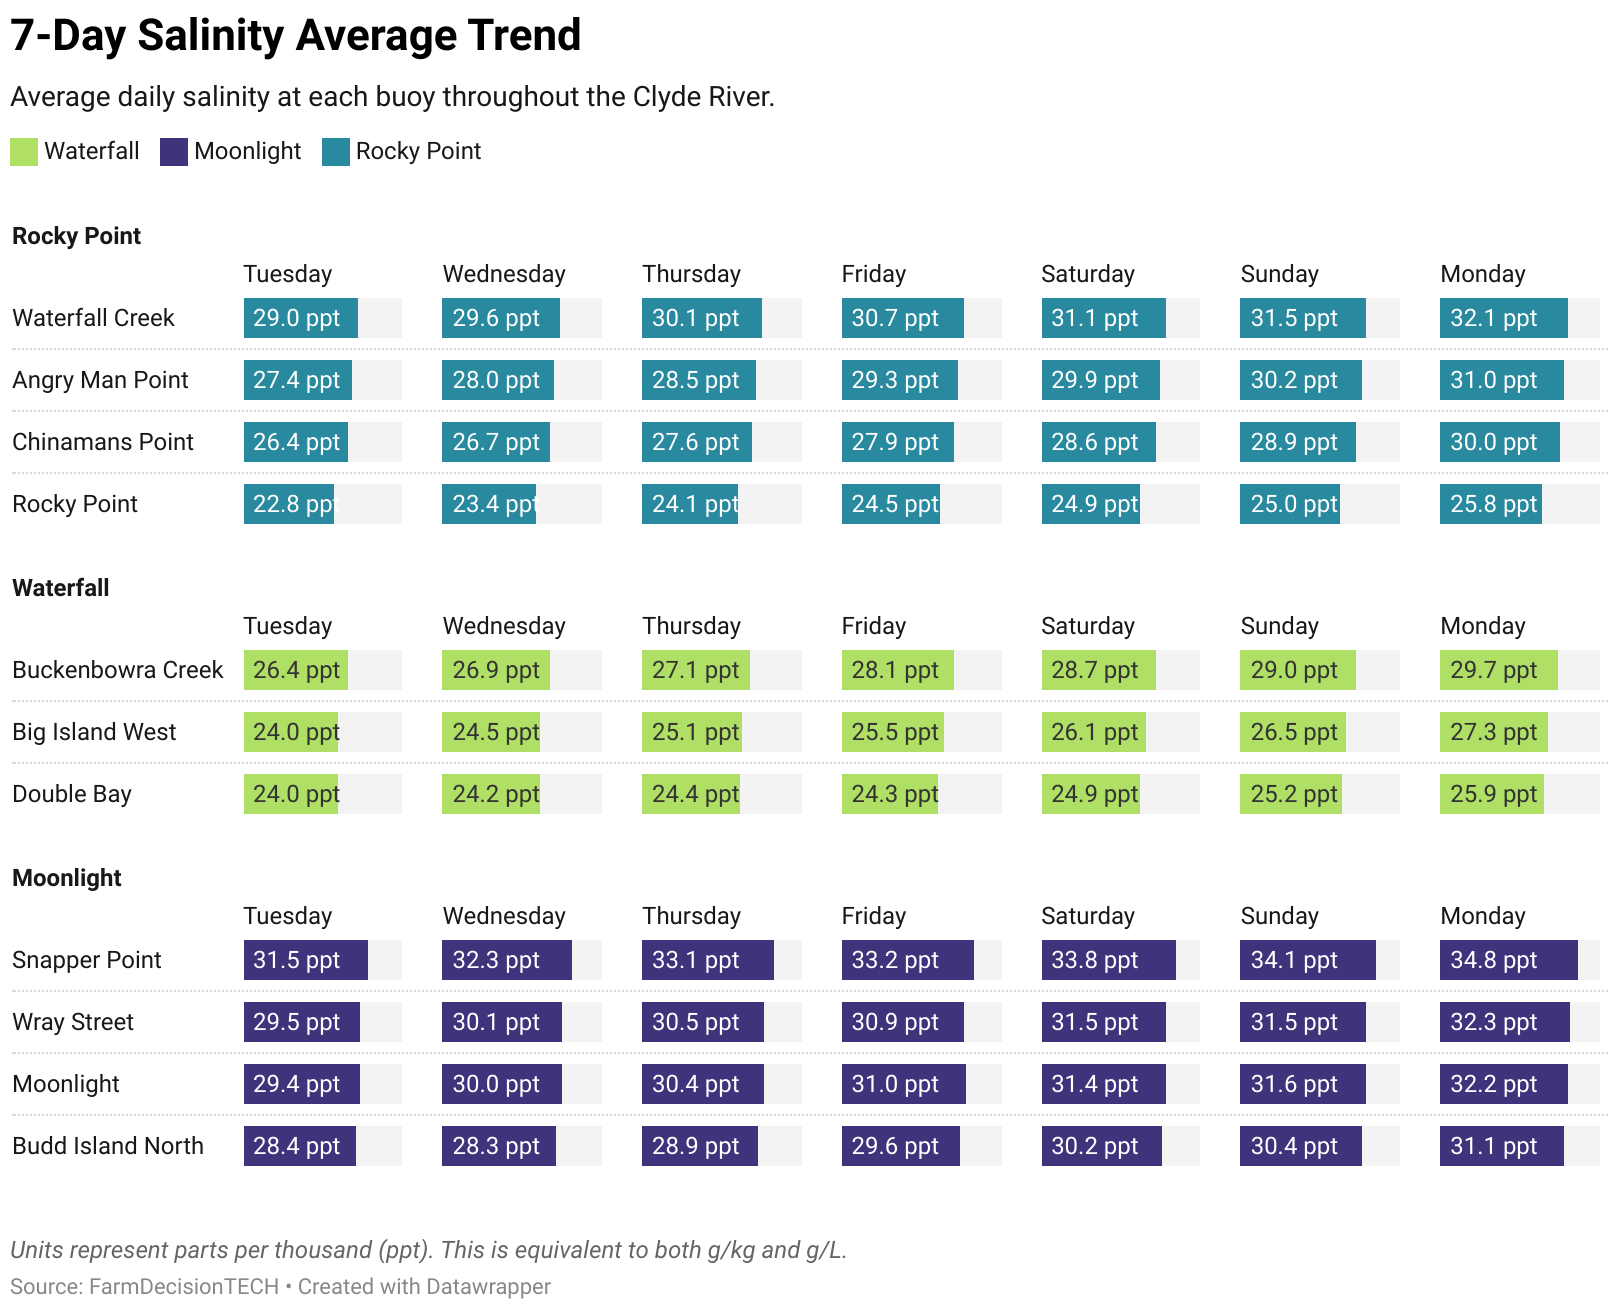 7-Day Salinity Average Trend
Average daily salinity at each buoy throughout the Clyde River.
Waterfall Moonlight Rocky Point
Rocky Point
Tuesday Wednesday Thursday Friday Saturday Sunday Monday
Waterfall Creek 29.0 ppt 29.6 ppt 30.1 ppt 30.7 ppt 31.1 ppt 31.5 ppt 32.1 ppt
Angry Man Point 27.4 ppt 28.0 ppt 28.5 ppt 29.3 ppt 29.9 ppt 30.2 ppt 31.0 ppt
Chinamans Point 26.4 ppt 26.7 ppt 27.6 ppt 27.9 ppt 28.6 ppt 28.9 ppt 30.0 ppt
Rocky Point 22.8 ppt 23.4 ppt 24.1 ppt 24.5 ppt 24.9 ppt 25.0 ppt 25.8 ppt
Waterfall
Tuesday Wednesday Thursday Friday Saturday Sunday Monday
Buckenbowra Creek 26.4 ppt 26.9 ppt 27.1 ppt 28.1 ppt 28.7 ppt 29.0 ppt 29.7 ppt
Big Island West 24.0 ppt 24.5 ppt 25.1 ppt 25.5 ppt 26.1 ppt 26.5 ppt 27.3 ppt
Double Bay 24.0 ppt 24.2 ppt 24.4 ppt 24.3 ppt 24.9 ppt 25.2 ppt 25.9 ppt
Moonlight
Tuesday Wednesday Thursday Friday Saturday Sunday Monday
Snapper Point 31.5 ppt 32.3 ppt 33.1 ppt 33.2 ppt 33.8 ppt 34.1 ppt 34.8 ppt
Wray Street 29.5 ppt 30.1 ppt 30.5 ppt 30.9 ppt 31.5 ppt 31.5 ppt 32.3 ppt
Moonlight 29.4 ppt 30.0 ppt 30.4 ppt 31.0 ppt 31.4 ppt 31.6 ppt 32.2 ppt
Budd Island North 28.4 ppt 28.3 ppt 28.9 ppt 29.6 ppt 30.2 ppt 30.4 ppt 31.1 ppt
Units represent parts per thousand (ppt). This is equivalent to both g/kg and g/L.
Source: FarmDecisionTECH • Created with Datawrapper